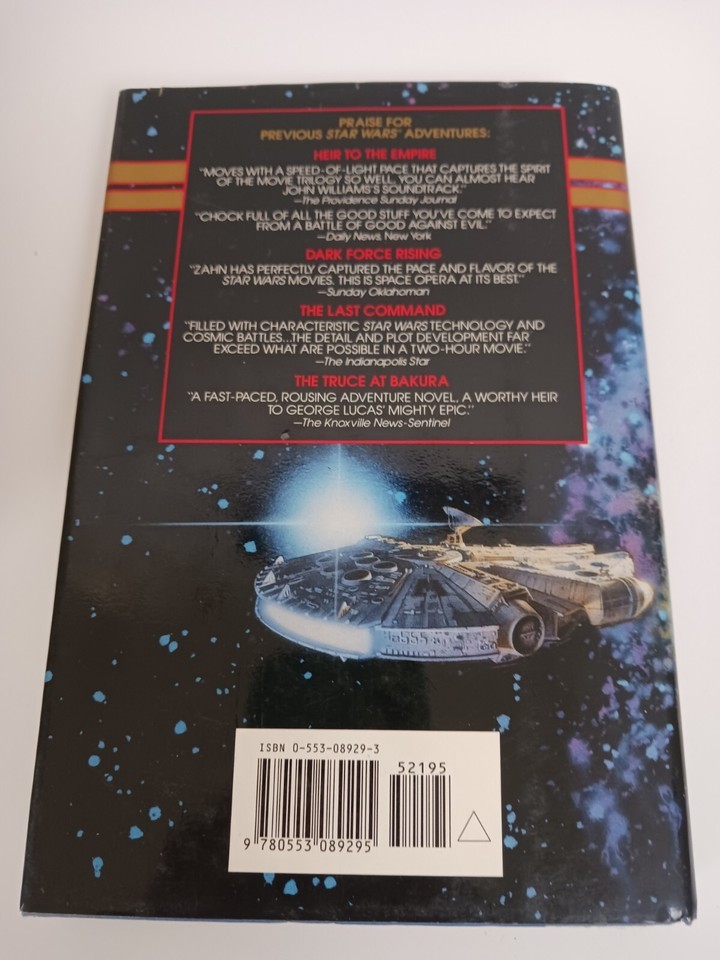 PRAISE FOR
PREVIOUS STAR WARS™ ADVENTURES:
HEIR TO THE EMPIRE
"MOVES WITH A SPEED-OF-LIGHT PACE THAT CAPTURES THE SPIRIT
OF THE MOVIE TRILOGY SO WELL, YOU CAN ALMOST HEAR
JOHN WILLIAMS'S SOUNDTRACK."
—The Providence Sunday Journal
"CHOCK FULL OF ALL THE GOOD STUFF YOU'VE COME TO EXPECT
FROM A BATTLE OF GOOD AGAINST EVIL."
—Daily News, New York
DARK FORCE RISING
"ZAHN HAS PERFECTLY CAPTURED THE PACE AND FLAVOR OF THE
STAR WARS MOVIES. THIS IS SPACE OPERA AT ITS BEST."
—Sunday Oklahoman
THE LAST COMMAND
"FILLED WITH CHARACTERISTIC STAR WARS TECHNOLOGY AND
COSMIC BATTLES...THE DETAIL AND PLOT DEVELOPMENT FAR
EXCEED WHAT ARE POSSIBLE IN A TWO-HOUR MOVIE."
—The Indianapolis Star
THE TRUCE AT BAKURA
"A FAST-PACED, ROUSING ADVENTURE NOVEL, A WORTHY HEIR
TO GEORGE LUCAS' MIGHTY EPIC."
—The Knoxville News-Sentinel
ISBN 0-553-08929-3
52195
9 780553 089295